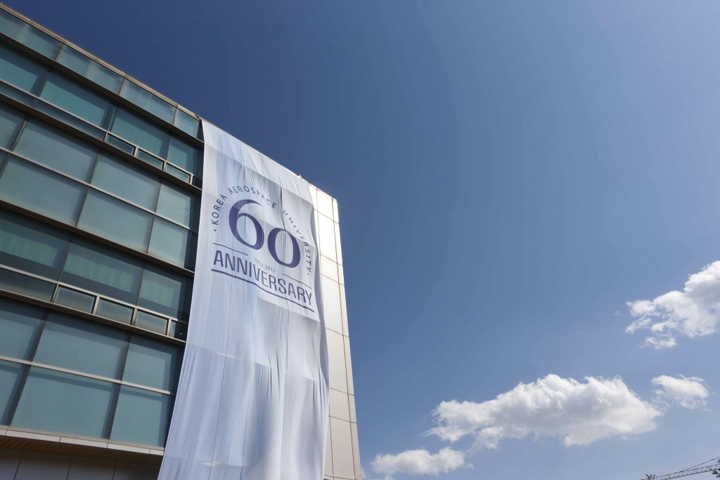 · KOREA AEROSPACE UNIVERSITY ·
60
ANNIVERSARY